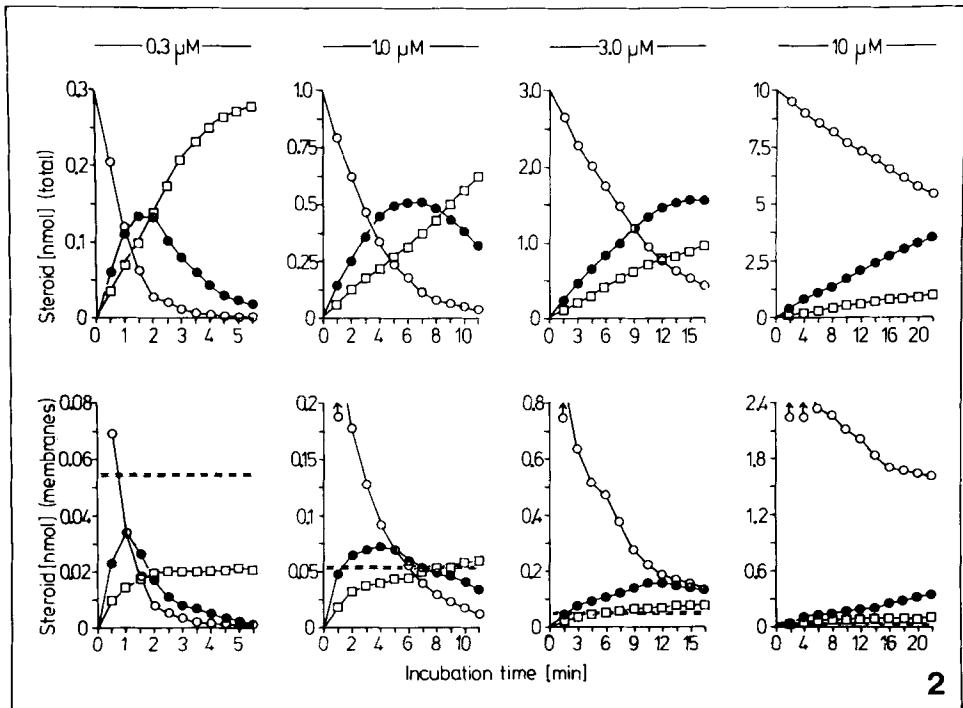 0.3 µM
1.0 µM
3.0 µM
10 µM
Steroid [nmol] (total)
0.3
0.2
0.1
0
0 1 2 3 4 5
1.0
0.75
0.5
0.25
0
0 2 4 6 8 10
3.0
2.0
1.0
0.0
0 3 6 9 12 15
10
7.5
5
2.5
0
0 4 8 12 16 20
Steroid [nmol] (membranes)
0.08
0.06
0.04
0.02
0
0 1 2 3 4 5
0.2
0.15
0.1
0.05
0
0 2 4 6 8 10
0.8
0.6
0.4
0.2
0
0 3 6 9 12 15
2.4
1.8
1.2
0.6
0
0 4 8 12 16 20
Incubation time [min]
2